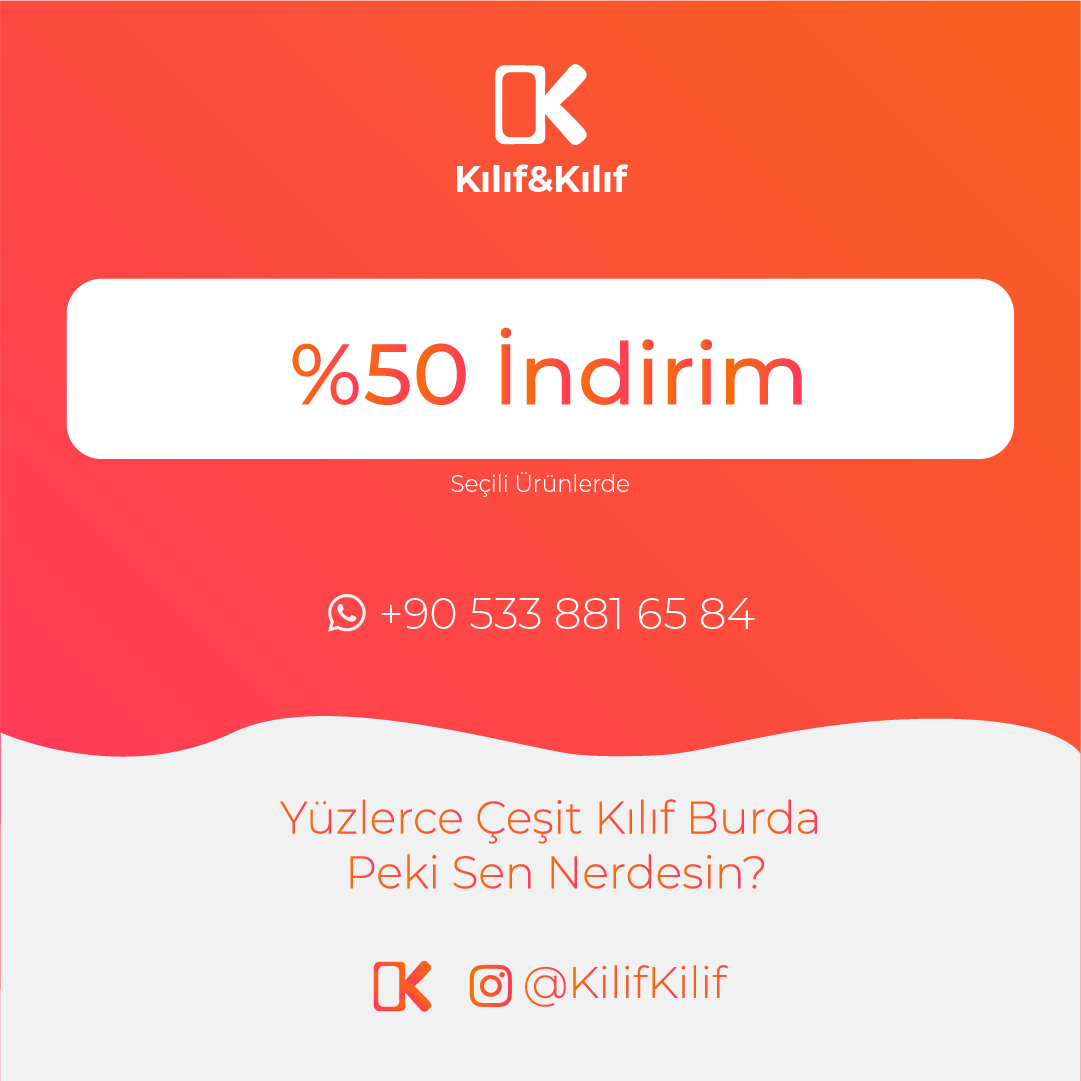 K
Kılıf&Kılıf
%50 İndirim
Seçili Ürünlerde
+90 533 881 65 84
Yüzlerce Çeşit Kılıf Burda
Peki Sen Nerdesin?
K @KilifKilif